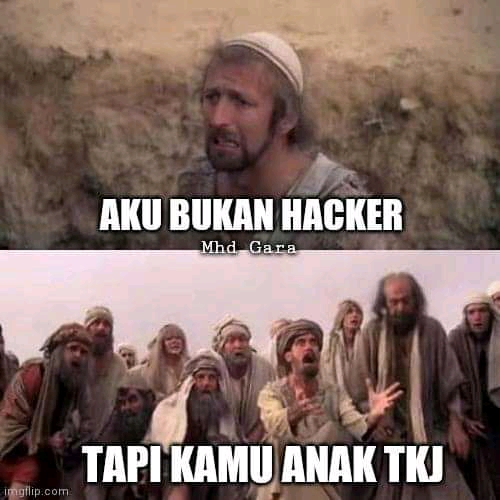 AKU BUKAN HACKER
Mhd Gara
TAPI KAMU ANAK TKJ
imgflip.com